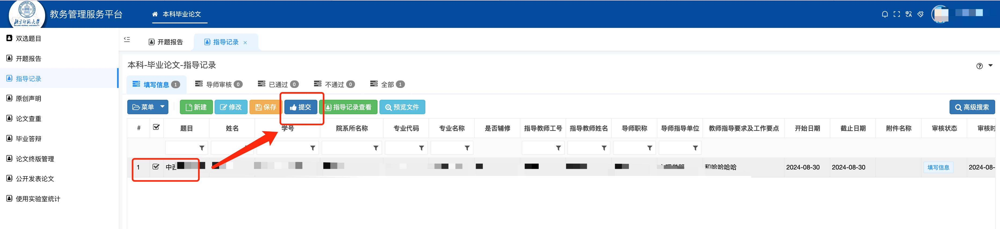 北京师范大学
BEIJING NORMAL UNIVERSITY
1902
教务管理服务平台
本科毕业论文
双选题目
开题报告
指导记录
原创声明
论文查重
毕业答辩
论文终版管理
公开发表论文
使用实验室统计
开题报告
指导记录 ×
本科-毕业论文-指导记录
填写信息 1
导师审核 0
已通过 0
不通过 0
全部 1
菜单
新建
修改
保存
提交
指导记录查看
预览文件
高级搜索
# 题目 姓名 学号 院系所名称 专业代码 专业名称 是否辅修 指导教师工号 指导教师姓名 导师职称 导师指导单位 教师指导要求及工作要点 开始日期 截止日期 附件名称 审核状态 审核时
1 中 和哈哈哈哈 2024-08-30 2024-08-30 填写信息 2024-08-